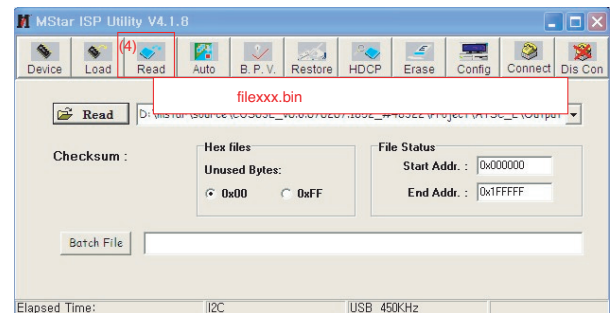 MStar ISP Utility V4.1.8
(4)
Device Load Read Auto B. P. V. Restore HDCP Erase Config Connect Dis Con
filexxx.bin
Read
Checksum :
Hex files
Unused Bytes:
0x00 0xFF
File Status
Start Addr. : 0x000000
End Addr. : 0x1FFFFF
Batch File
Elapsed Time: I2C USB 450KHz